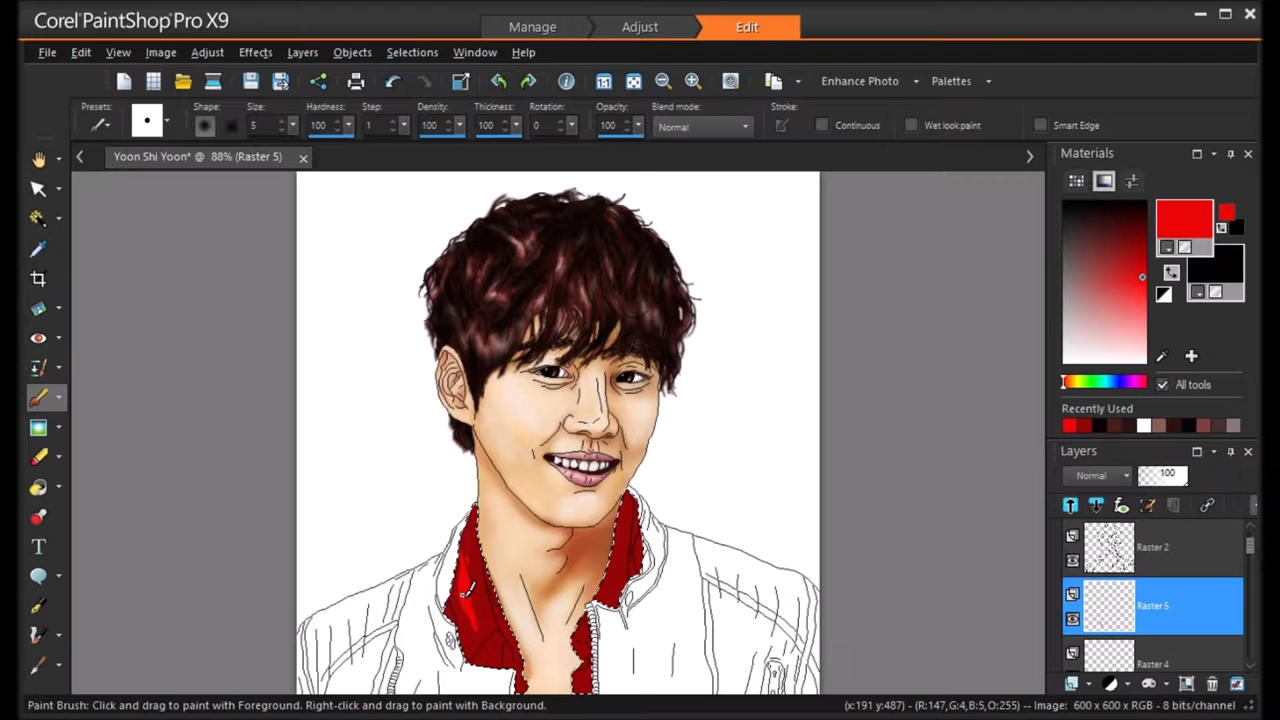 Corel PaintShop Pro X9
Manage Adjust Edit
File Edit View Image Adjust Effects Layers Objects Selections Window Help
Enhance Photo Palettes
Presets: Shape: Size: Hardness: Step: Density: Thickness: Rotation: Opacity: Blend mode: Stroke:
5 100 1 100 100 0 100 Normal Continuous Wet look paint Smart Edge
Yoon Shi Yoon* @ 88% (Raster 5)
Materials
All tools
Recently Used
Layers
Normal 100
Raster 2
Raster 5
Raster 4
Paint Brush: Click and drag to paint with Foreground. Right-click and drag to paint with Background.
(x:191 y:487) - (R:147,G:4,B:5,O:255) -- Image: 600 x 600 x RGB - 8 bits/channel